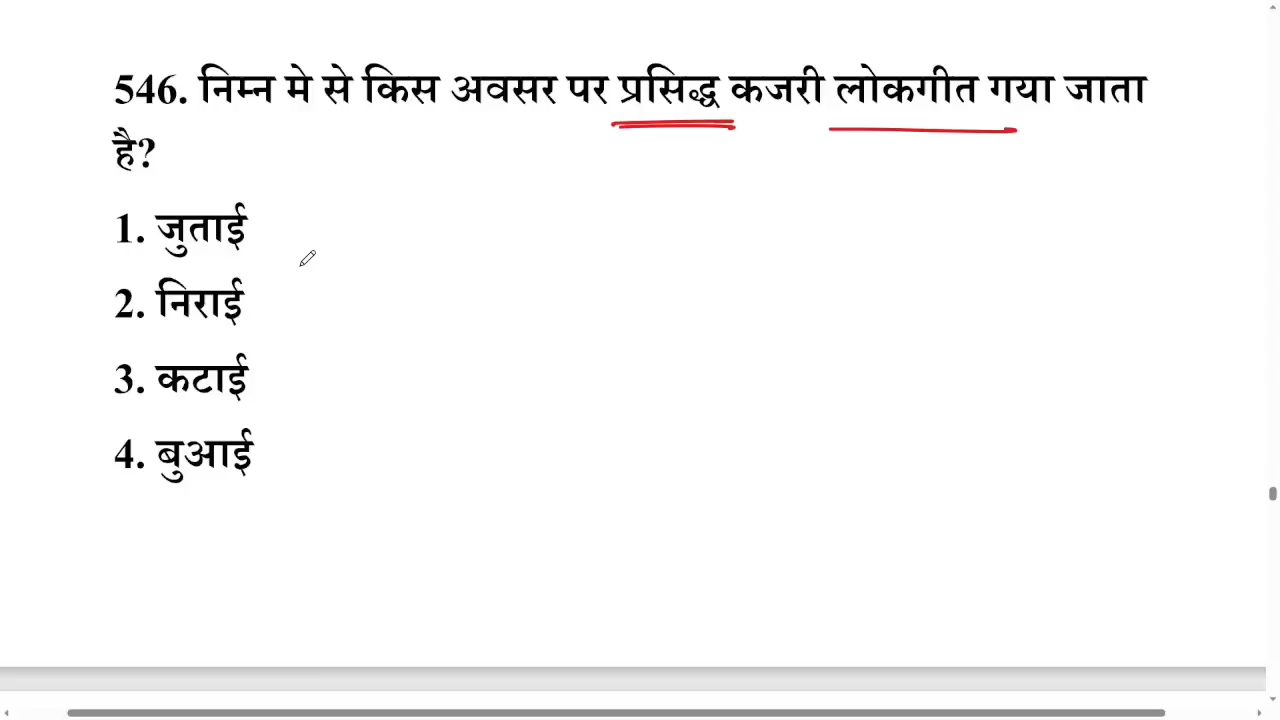 546. निम्न मे से किस अवसर पर प्रसिद्ध कजरी लोकगीत गया जाता
है?
1. जुताई
2. निराई
3. कटाई
4. बुआई